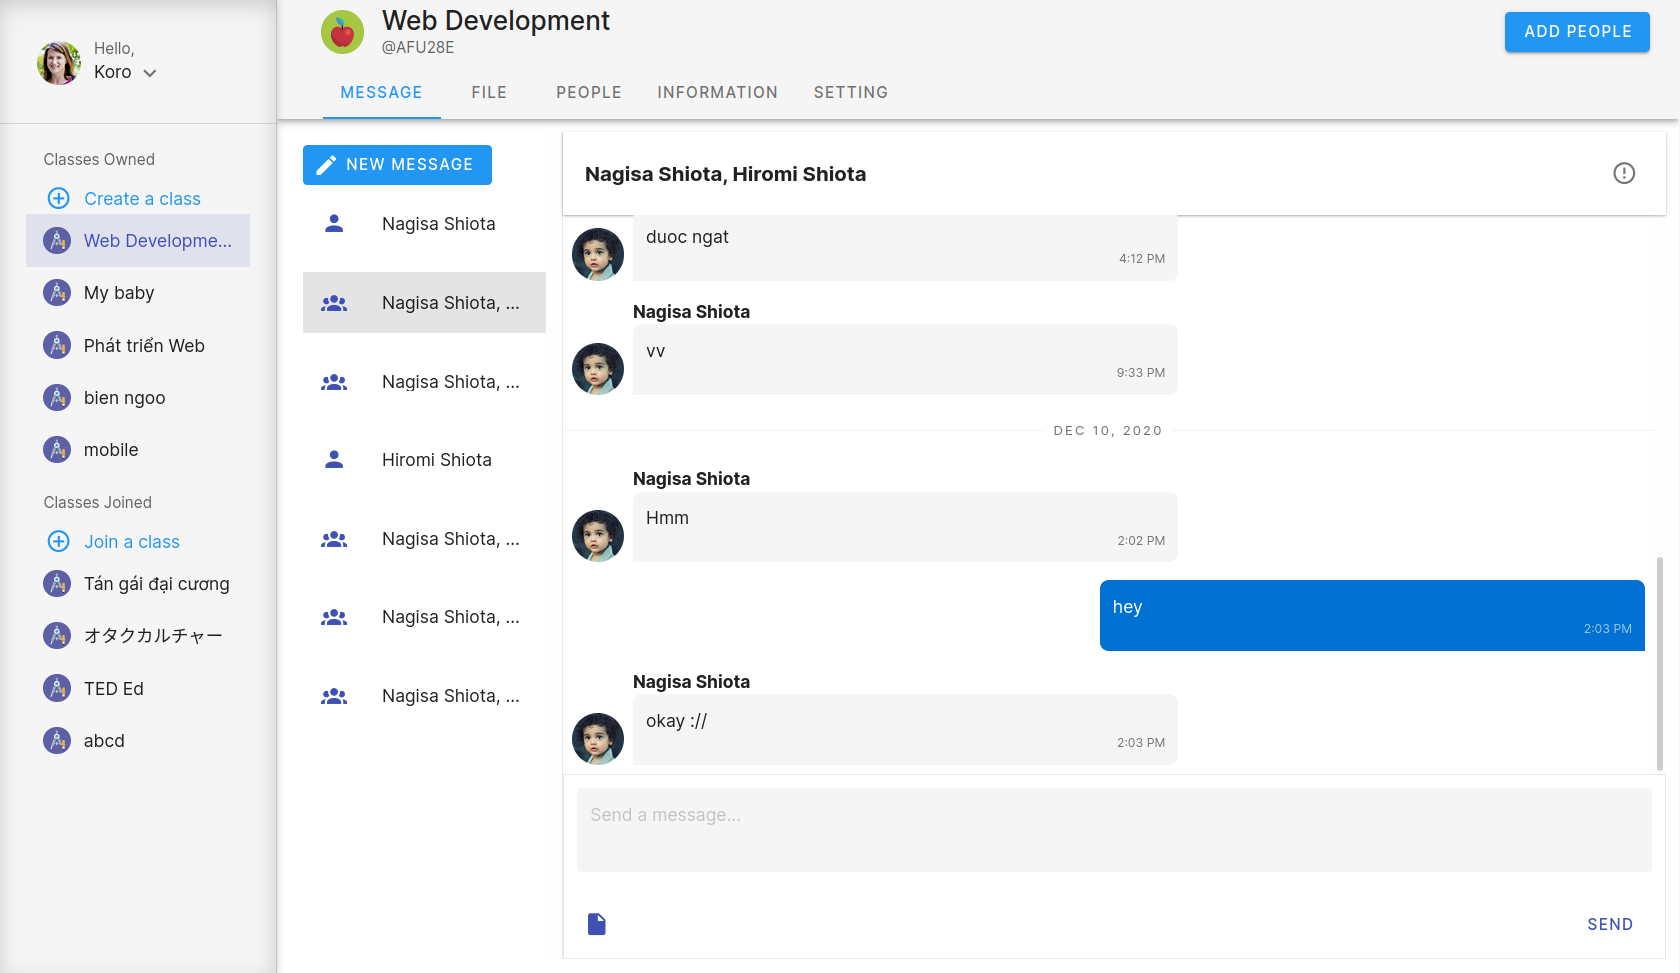 Hello,
Koro
Classes Owned
Create a class
Web Developme...
My baby
Phát triển Web
bien ngoo
mobile
Classes Joined
Join a class
Tán gái đại cương
オタクカルチャー
TED Ed
abcd
Web Development
@AFU28E
ADD PEOPLE
MESSAGE FILE PEOPLE INFORMATION SETTING
NEW MESSAGE
Nagisa Shiota
Nagisa Shiota, ...
Nagisa Shiota, ...
Hiromi Shiota
Nagisa Shiota, ...
Nagisa Shiota, ...
Nagisa Shiota, ...
Nagisa Shiota, Hiromi Shiota
duoc ngat
4:12 PM
Nagisa Shiota
vv
9:33 PM
DEC 10, 2020
Nagisa Shiota
Hmm
2:02 PM
hey
2:03 PM
Nagisa Shiota
okay ://
2:03 PM
Send a message...
SEND